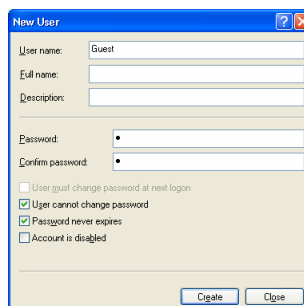 New User
User name: Guest
Full name:
Description:
Password: •
Confirm password: •
User must change password at next logon
User cannot change password
Password never expires
Account is disabled
Create Close